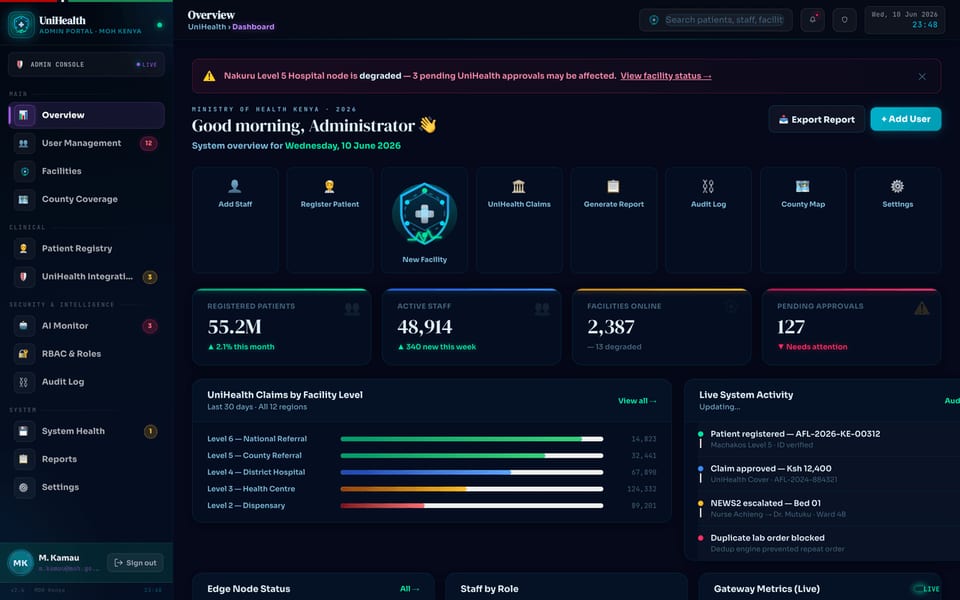 UniHealth
ADMIN PORTAL · MOH KENYA
ADMIN CONSOLE
LIVE
MAIN
Overview
User Management
12
Facilities
County Coverage
CLINICAL
Patient Registry
UniHealth Integrati...
3
SECURITY & INTELLIGENCE
AI Monitor
3
RBAC & Roles
Audit Log
SYSTEM
System Health
1
Reports
Settings
MK
M. Kamau
m.kamau@moh.go...
Sign out
v2.6 · MOH Kenya
23:48
Overview
UniHealth › Dashboard
Search patients, staff, facilit
Wed, 10 Jun 2026
23:48
Nakuru Level 5 Hospital node is degraded — 3 pending UniHealth approvals may be affected. View facility status →
MINISTRY OF HEALTH KENYA · 2026
Good morning, Administrator 👋
System overview for Wednesday, 10 June 2026
Export Report
+ Add User
Add Staff
Register Patient
New Facility
UniHealth Claims
Generate Report
Audit Log
County Map
Settings
REGISTERED PATIENTS
55.2M
▲ 2.1% this month
ACTIVE STAFF
48,914
▲ 340 new this week
FACILITIES ONLINE
2,387
— 13 degraded
PENDING APPROVALS
127
▼ Needs attention
UniHealth Claims by Facility Level
Last 30 days · All 12 regions
View all →
Level 6 — National Referral
14,823
Level 5 — County Referral
32,441
Level 4 — District Hospital
67,890
Level 3 — Health Centre
124,332
Level 2 — Dispensary
89,201
Live System Activity
Updating...
Aud
Patient registered — AFL-2026-KE-00312
Machakos Level 5 · ID verified
Claim approved — Ksh 12,400
UniHealth Cover · AFL-2024-884321
NEWS2 escalated — Bed 01
Nurse Achieng → Dr. Mutuku · Ward 4B
Duplicate lab order blocked
Dedup engine prevented repeat order
Edge Node Status
All →
Staff by Role
Gateway Metrics (Live)
LIVE